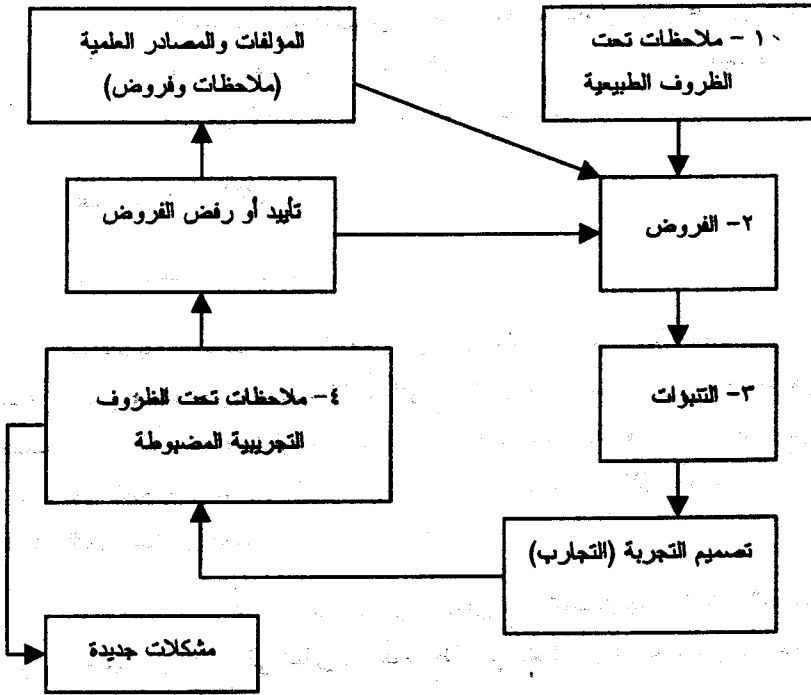 ١- ملاحظات تحت
الظروف الطبيعية
المؤلفات والمصادر العلمية
(ملاحظات وفروض)
٢- الفروض
تأييد أو رفض الفروض
٣- التنبؤات
٤- ملاحظات تحت الظروف
التجريبية المضبوطة
تصميم التجربة (التجارب)
مشكلات جديدة